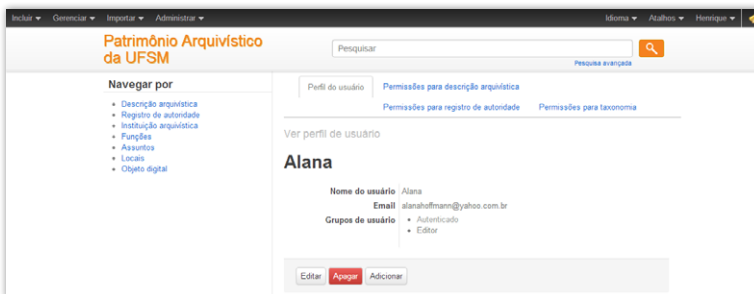 Incluir Gerenciar Importar Administrar Idioma Atalhos Henrique
Patrimônio Arquivístico
da UFSM
Pesquisar
Pesquisa avançada
Navegar por
Descrição arquivística
Registro de autoridade
Instituição arquivística
Funções
Assuntos
Locais
Objeto digital
Perfil do usuário Permissões para descrição arquivística
Permissões para registro de autoridade Permissões para taxonomia
Ver perfil de usuário
Alana
Nome do usuário Alana
Email alanahoffmann@yahoo.com.br
Grupos de usuário Autenticado
Editor
Editar Apagar Adicionar